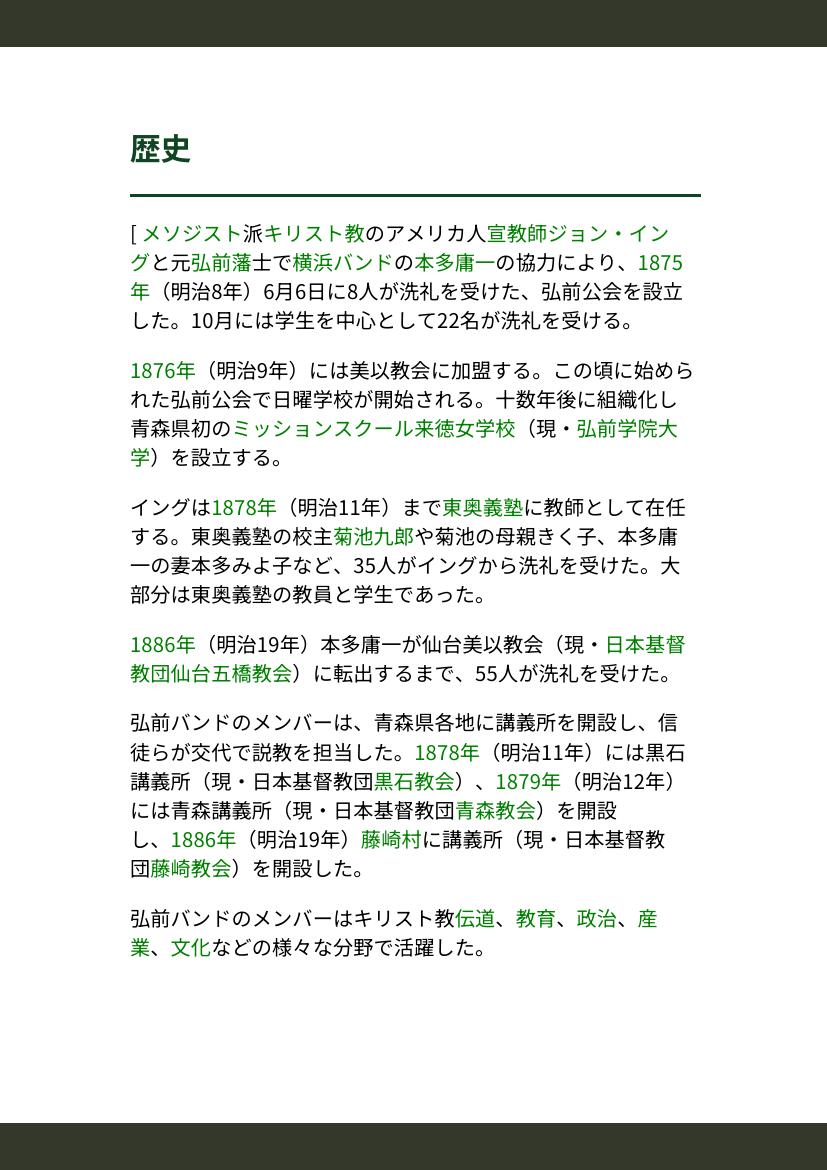 歴史
[ メソジスト派キリスト教のアメリカ人宣教師ジョン・イン
グと元弘前藩士で横浜バンドの本多庸一の協力により、1875
年（明治8年）6月6日に8人が洗礼を受けた、弘前公会を設立
した。10月には学生を中心として22名が洗礼を受ける。
1876年（明治9年）には美以教会に加盟する。この頃に始めら
れた弘前公会で日曜学校が開始される。十数年後に組織化し
青森県初のミッションスクール来徳女学校（現・弘前学院大
学）を設立する。
イングは1878年（明治11年）まで東奥義塾に教師として在任
する。東奥義塾の校主菊池九郎や菊池の母親きく子、本多庸
一の妻本多みよ子など、35人がイングから洗礼を受けた。大
部分は東奥義塾の教員と学生であった。
1886年（明治19年）本多庸一が仙台美以教会（現・日本基督
教団仙台五橋教会）に転出するまで、55人が洗礼を受けた。
弘前バンドのメンバーは、青森県各地に講義所を開設し、信
徒らが交代で説教を担当した。1878年（明治11年）には黒石
講義所（現・日本基督教団黒石教会）、1879年（明治12年）
には青森講義所（現・日本基督教団青森教会）を開設
し、1886年（明治19年）藤崎村に講義所（現・日本基督教
団藤崎教会）を開設した。
弘前バンドのメンバーはキリスト教伝道、教育、政治、産
業、文化などの様々な分野で活躍した。